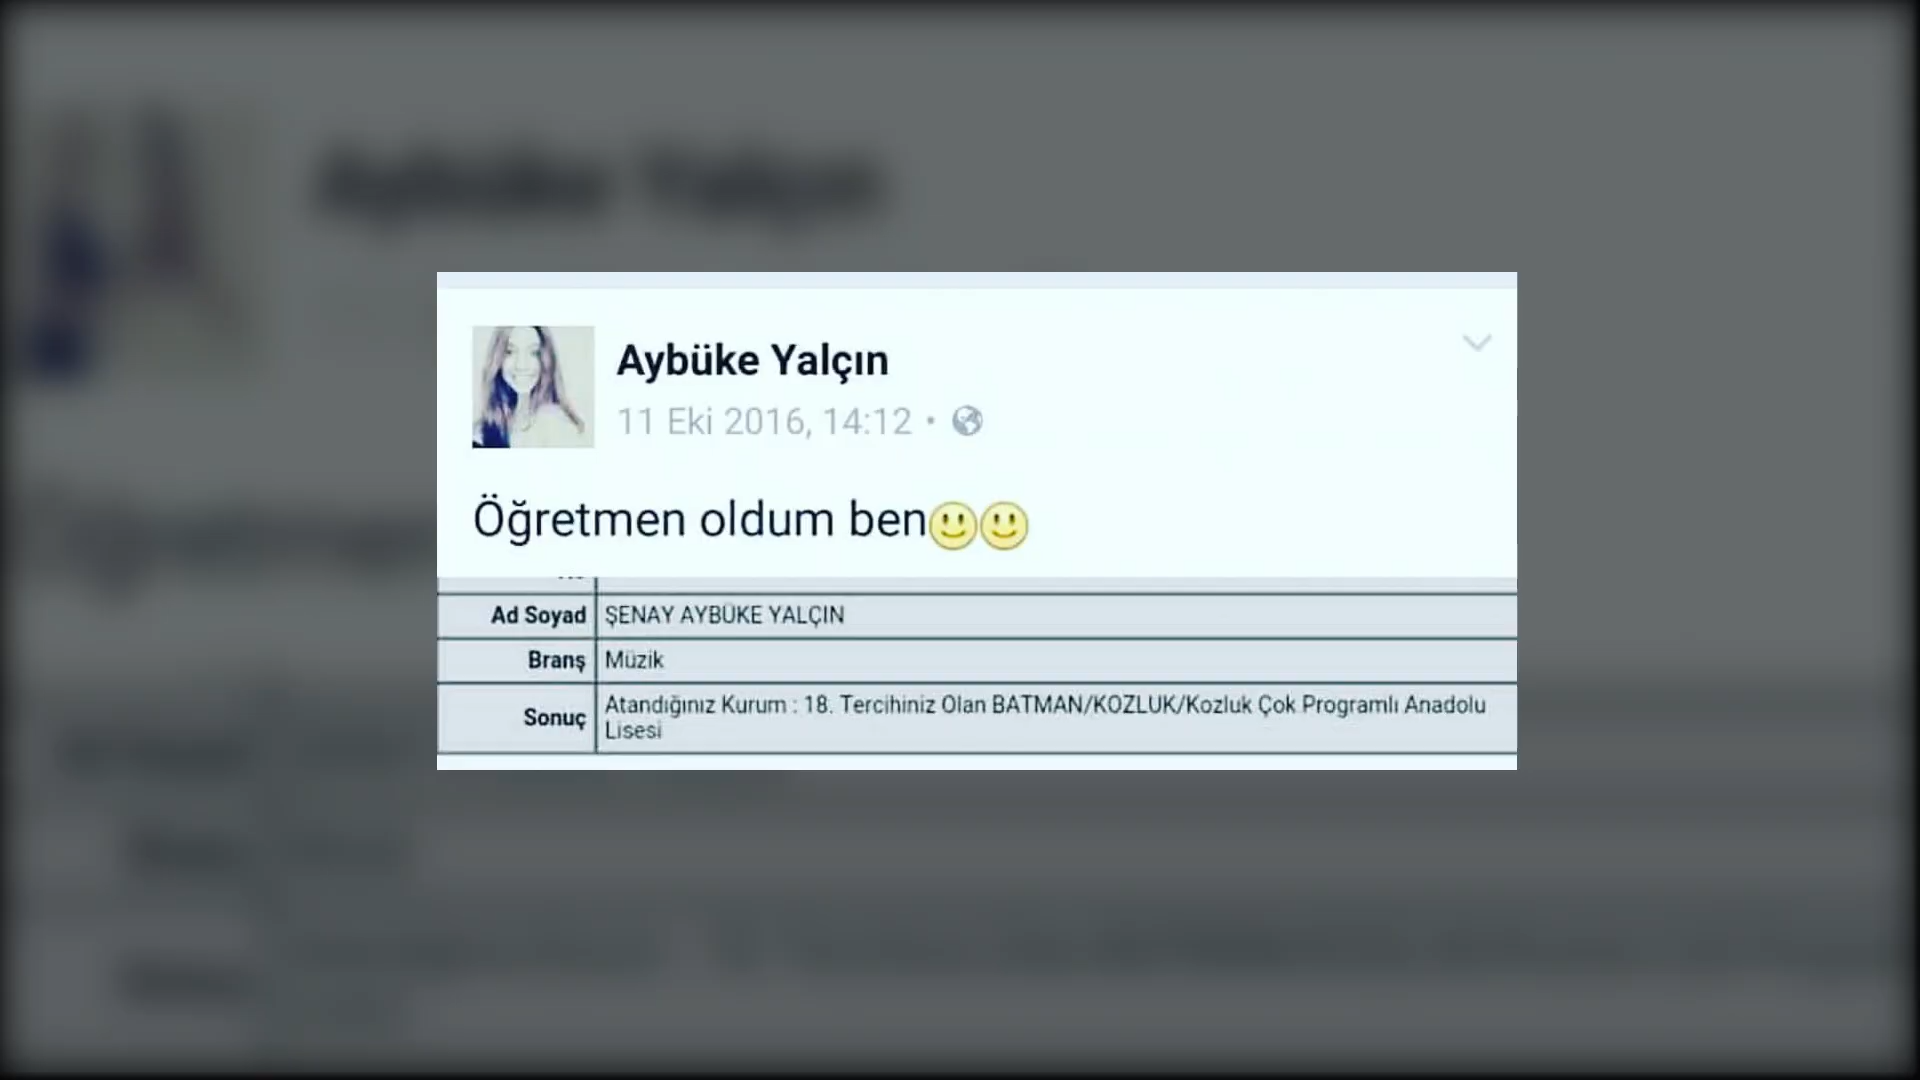 Aybüke Yalçın
11 Eki 2016, 14:12 •
Öğretmen oldum ben
Ad Soyad ŞENAY AYBÜKE YALÇIN
Branş Müzik
Sonuç Atandığınız Kurum : 18. Tercihiniz Olan BATMAN/KOZLUK/Kozluk Çok Programlı Anadolu
Lisesi